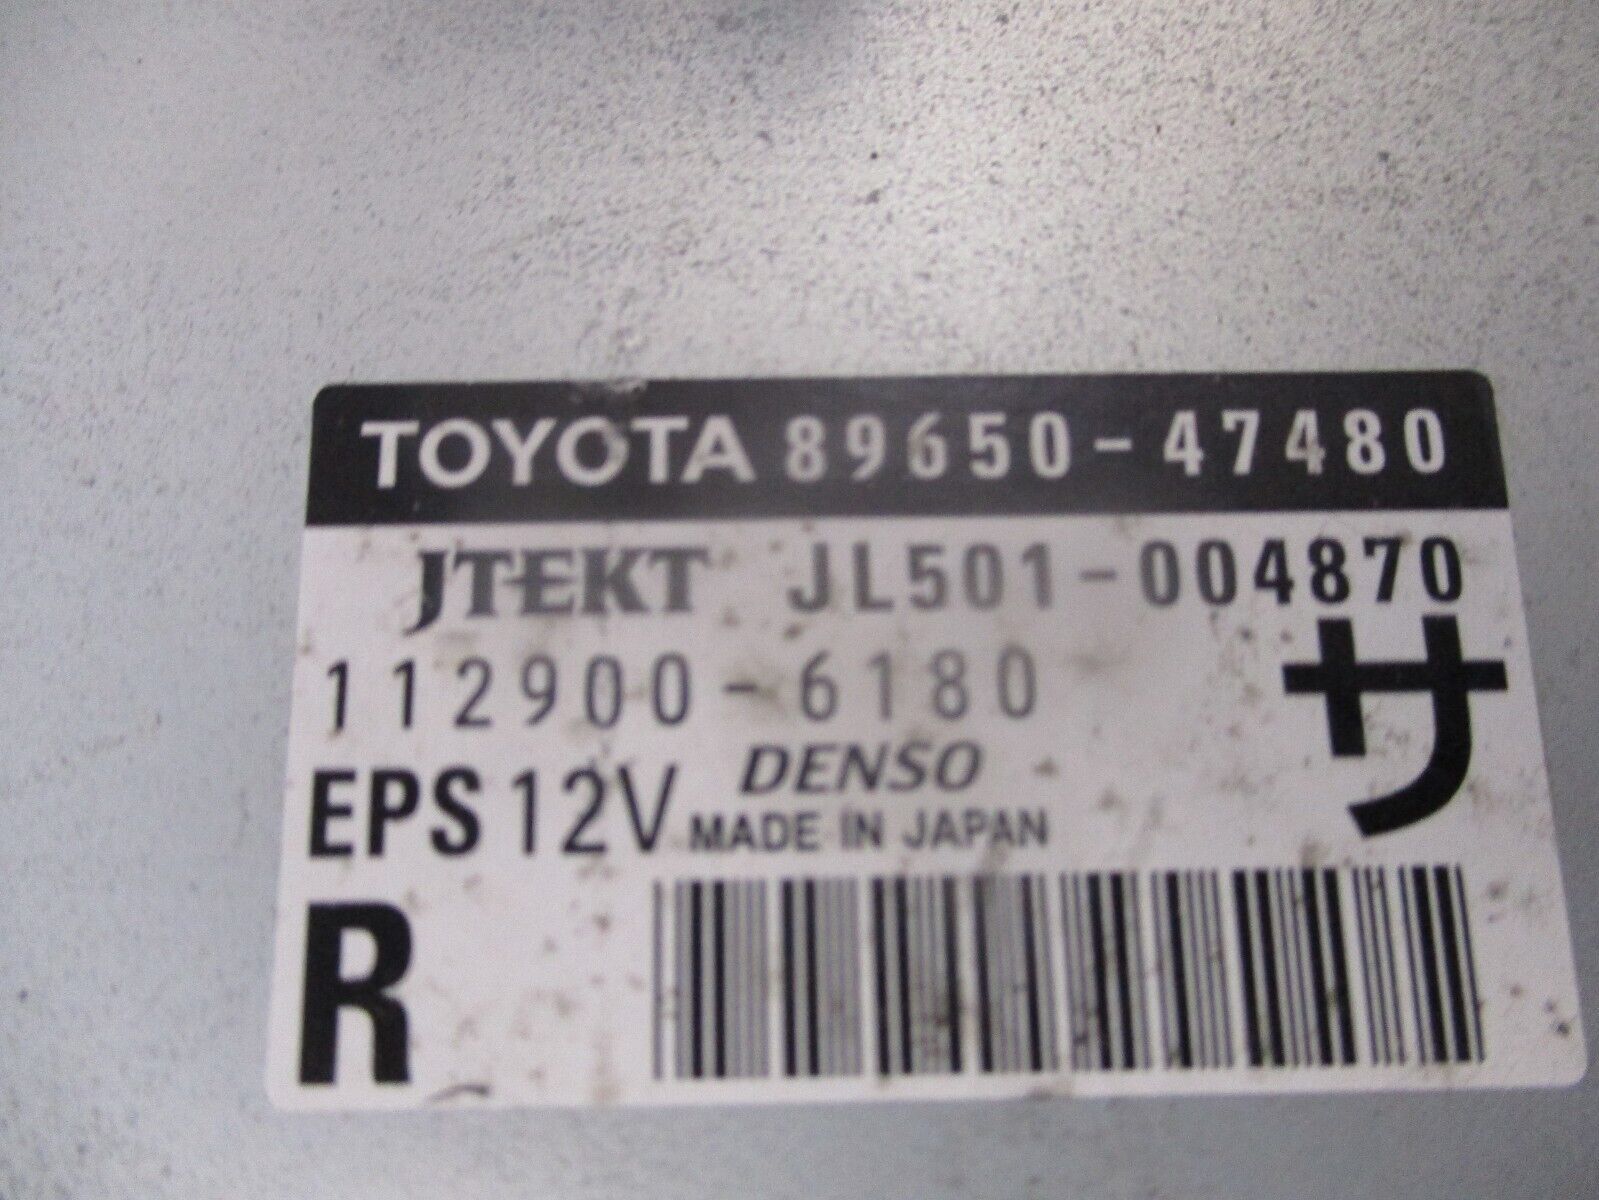 TOYOTA 89650-47480
JTEKT JL501-004870
112900-6180
サ
DENSO
EPS 12V MADE IN JAPAN
R